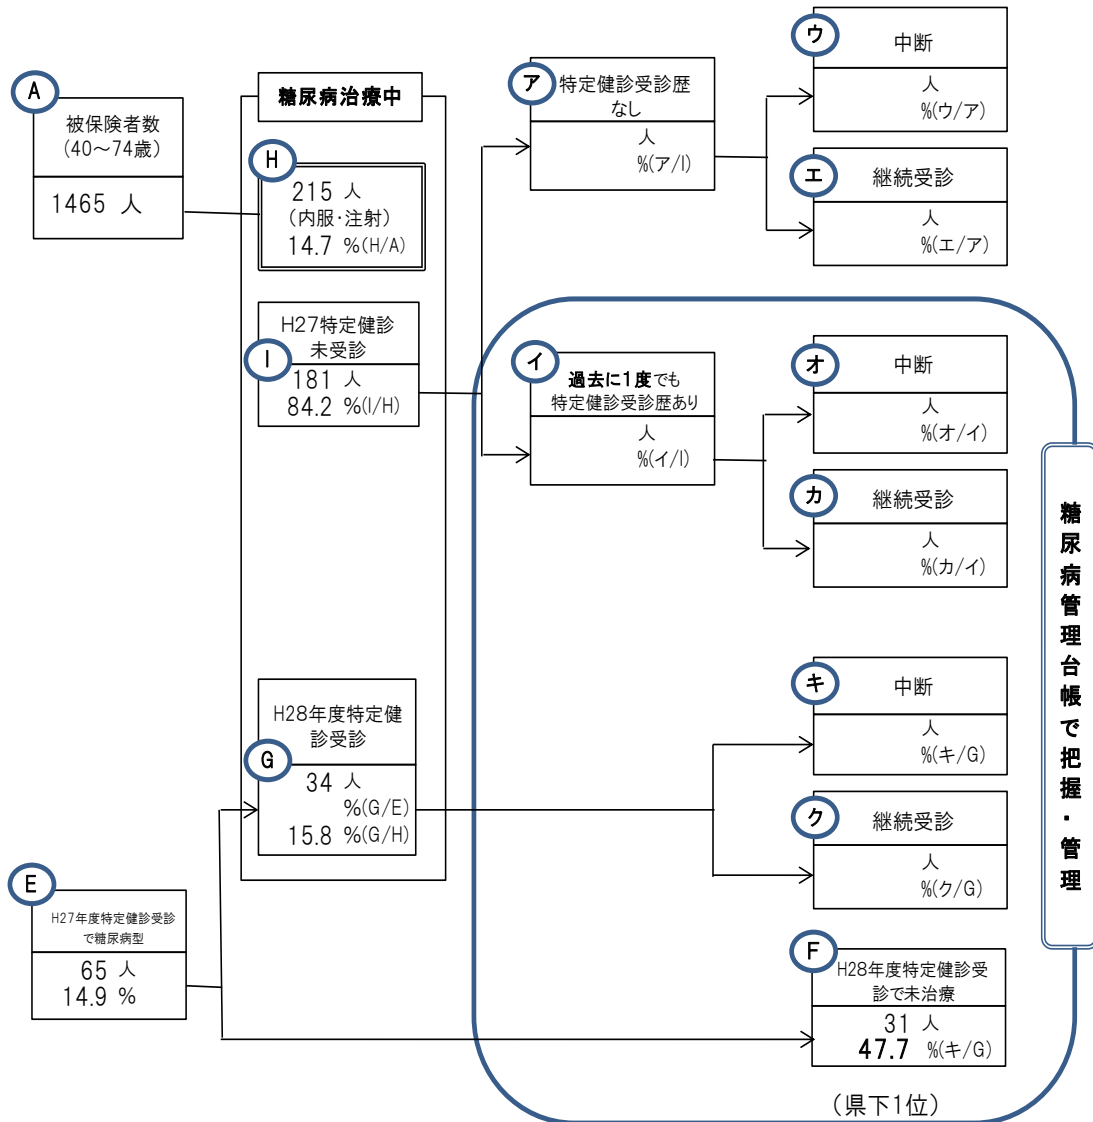 A
被保険者数
(40～74歳)
1465 人
糖尿病治療中
H
215 人
(内服・注射)
14.7 %(H/A)
I
H27特定健診
未受診
181 人
84.2 %(I/H)
G
H28年度特定健
診受診
34 人
%(G/E)
15.8 %(G/H)
E
H27年度特定健診受診
で糖尿病型
65 人
14.9 %
ア
特定健診受診歴
なし
人
%(ア/I)
ウ
中断
人
%(ウ/ア)
エ
継続受診
人
%(エ/ア)
イ
過去に1度でも
特定健診受診歴あり
人
%(イ/I)
オ
中断
人
%(オ/イ)
カ
継続受診
人
%(カ/イ)
キ
中断
人
%(キ/G)
ク
継続受診
人
%(ク/G)
F
H28年度特定健診受
診で未治療
31 人
47.7 %(キ/G)
(県下1位)
糖尿病管理台帳で把握・管理